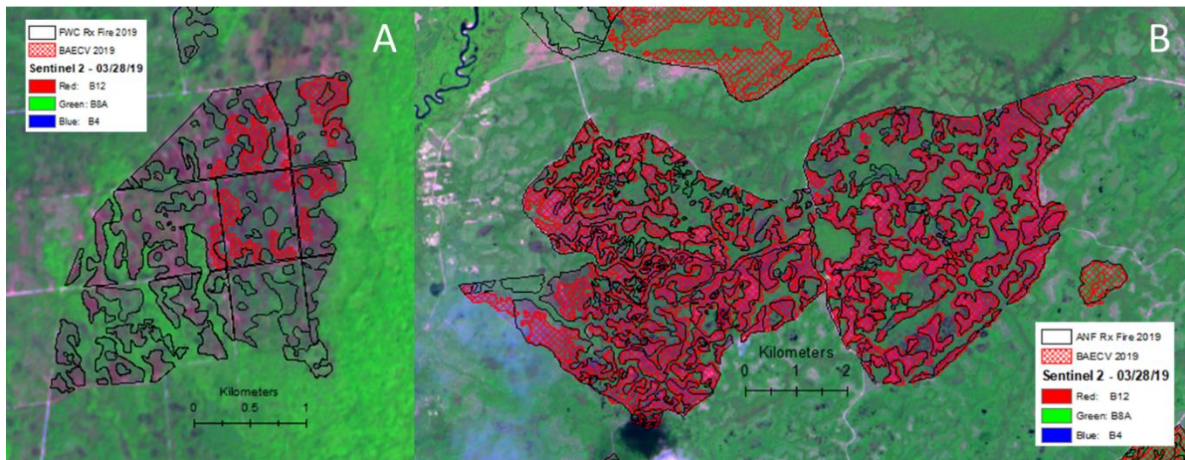 FWC Rx Fire 2019
BAECV 2019
Sentinel 2 - 03/28/19
Red: B12
Green: B8A
Blue: B4
A
Kilometers
0 0.5 1
B
Kilometers
0 1 2
ANF Rx Fire 2019
BAECV 2019
Sentinel 2 - 03/28/19
Red: B12
Green: B8A
Blue: B4